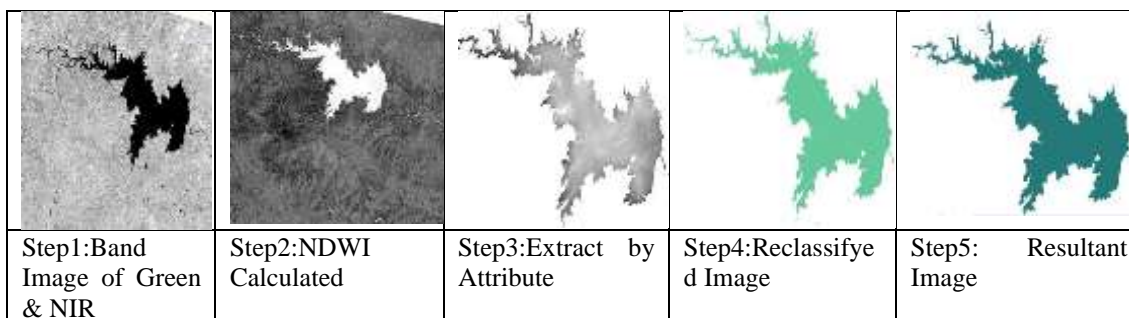 Step1:Band
Image of Green
& NIR
Step2:NDWI
Calculated
Step3:Extract by
Attribute
Step4:Reclassifye
d Image
Step5: Resultant
Image